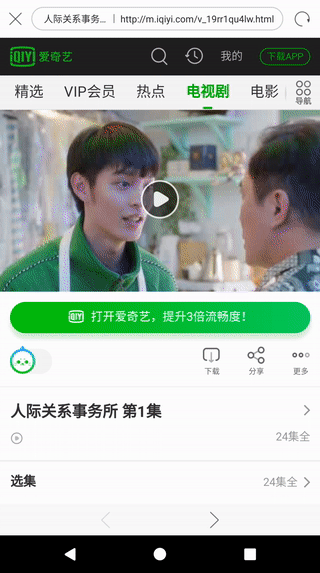 人际关系事务... | http://m.iqiyi.com/v_19rr1qu4lw.html
iQIYI 爱奇艺 我的 下载APP
精选 VIP会员 热点 电视剧 电影 导航
QIY 打开爱奇艺，提升3倍流畅度！
下载 分享 更多
人际关系事务所 第1集
24集全
选集 24集全